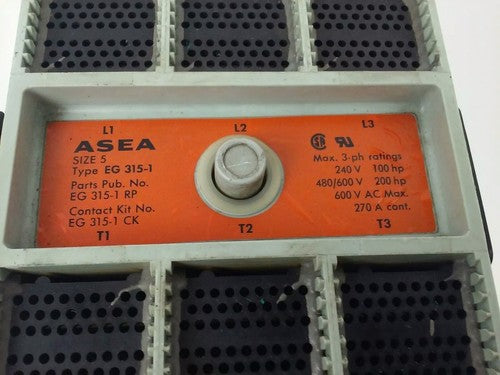 L1 L2 L3
ASEA
SIZE 5
Type EG 315-1
Parts Pub. No.
EG 315-1 RP
Contact Kit No.
EG 315-1 CK
Max. 3-ph ratings
240 V 100 hp
480/600 V 200 hp
600 V AC Max.
270 A cont.
T1 T2 T3